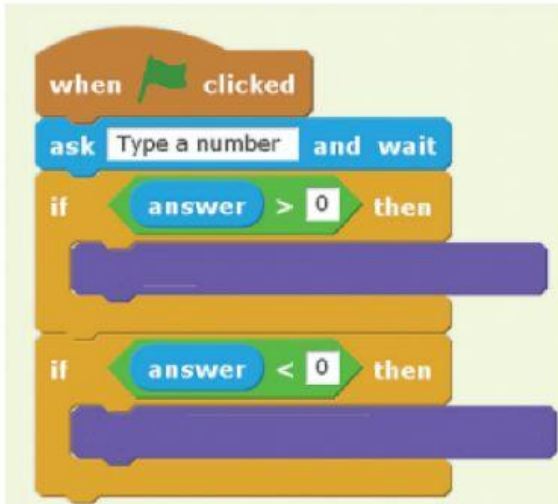 when clicked
ask Type a number and wait
if answer > 0 then
if answer < 0 then